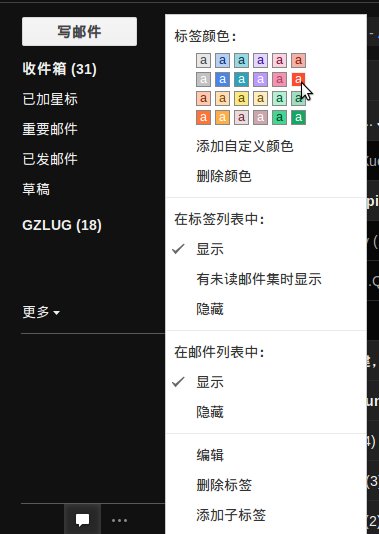 写邮件
收件箱 (31)
已加星标
重要邮件
已发邮件
草稿
GZLUG (18)
更多
标签颜色：
a a a a a a
a a a a a a
a a a a a a
a a a a a a
添加自定义颜色
删除颜色
在标签列表中：
显示
有未读邮件集时显示
隐藏
在邮件列表中：
显示
隐藏
编辑
删除标签
添加子标签